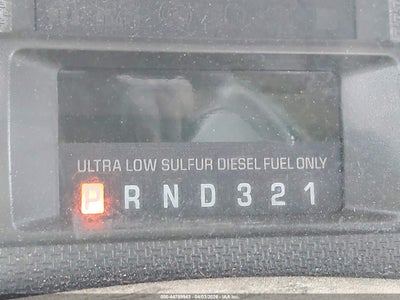 ULTRA LOW SULFUR DIESEL FUEL ONLY
P R N D 3 2 1